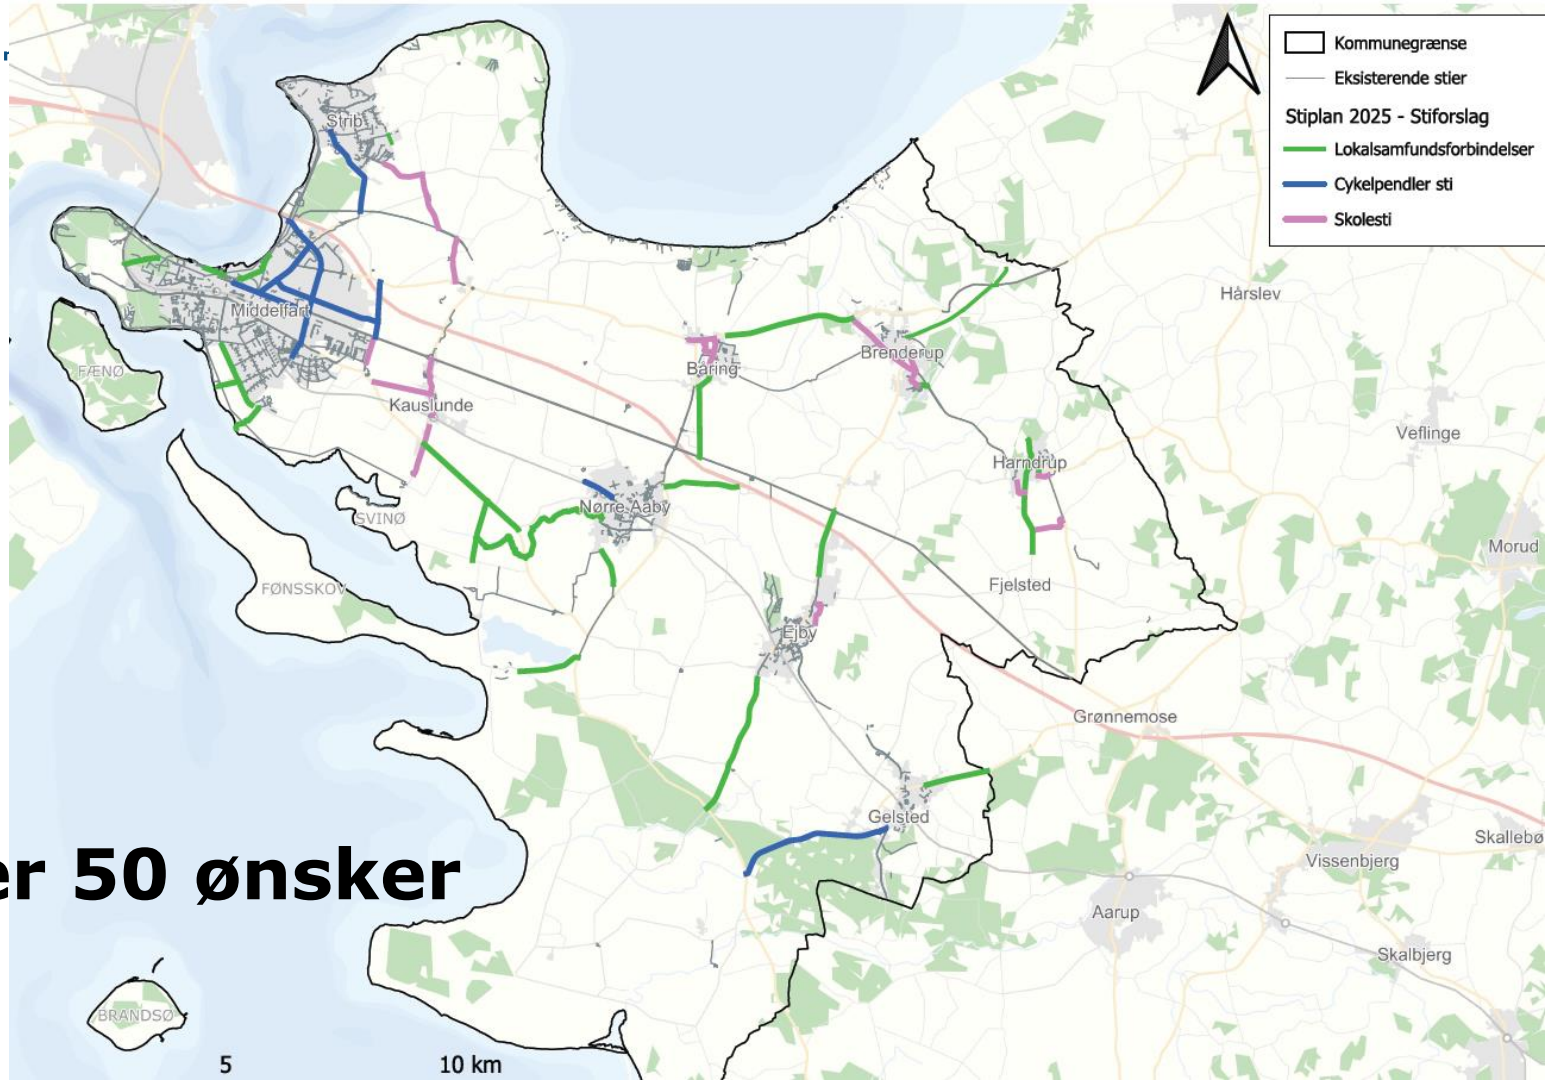 Kommunegrænse
Eksisterende stier
Stiplan 2025 - Stiforslag
Lokalsamfundsforbindelser
Cykelpendler sti
Skolesti
Strib
Hårslev
Middelfart
Brenderup
Båring
FÆNØ
Kauslunde
Veflinge
Harndrup
Nørre Aaby
SVINØ
Morud
Fjelsted
FØNSSKOV
Ejby
Grønnemose
Gelsted
Skallebø
Vissenbjerg
er 50 ønsker
Aarup
Skalbjerg
BRANDSØ
5 10 km